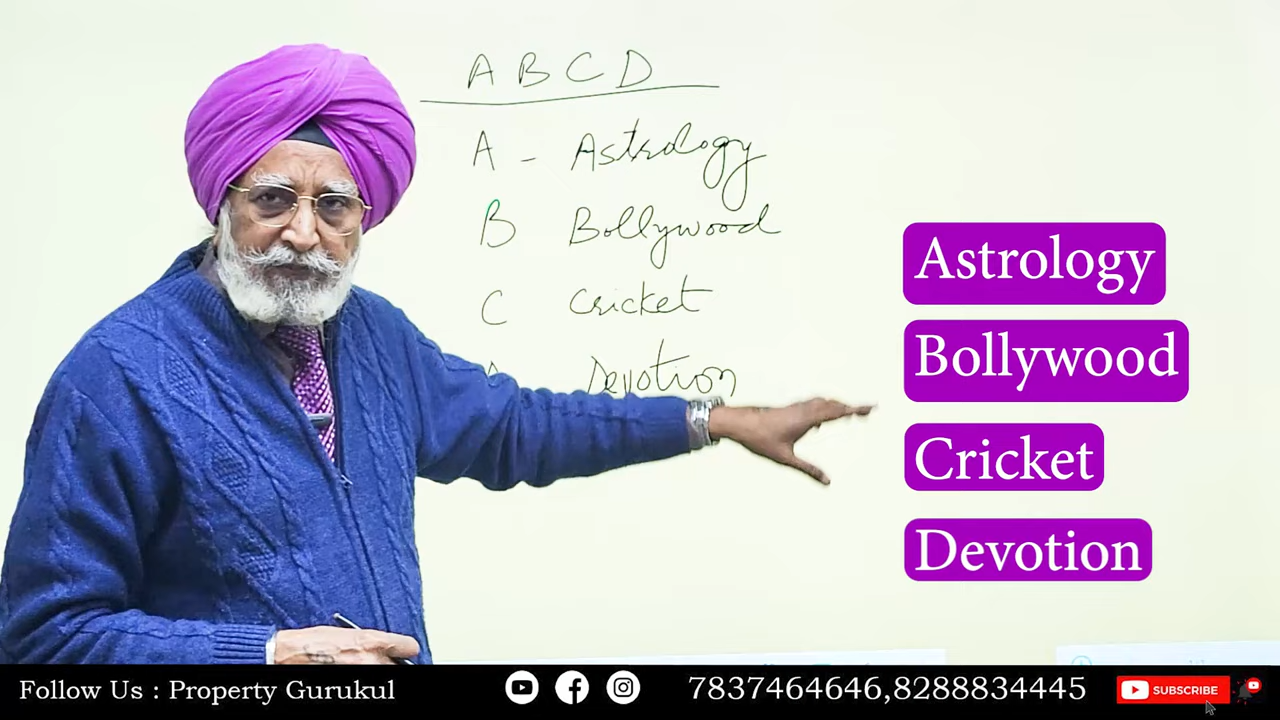 A B C D
A - Astrology
B Bollywood
C Cricket
Devotion
Astrology
Bollywood
Cricket
Devotion
Follow Us : Property Gurukul
7837464646,8288834445
SUBSCRIBE